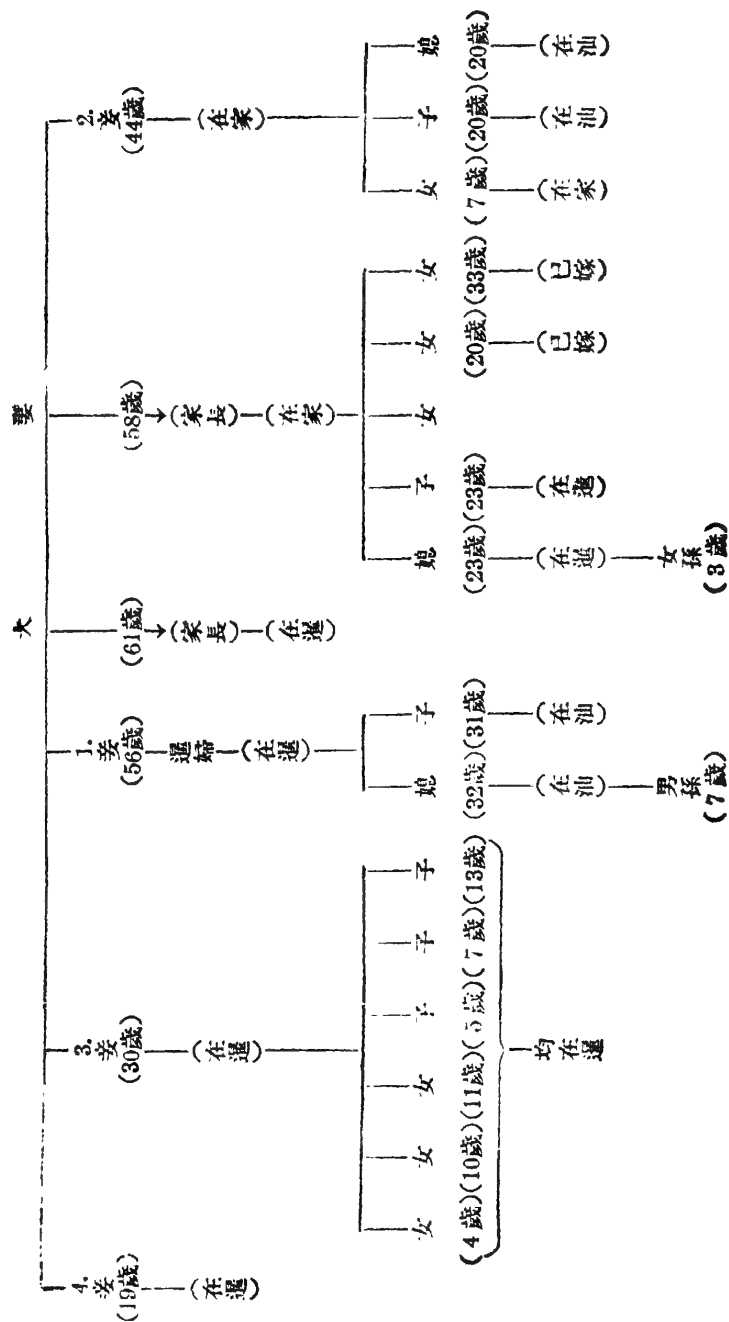 夫 妻
4. 3. 1. 2.
妾 妾 妾 妾
(19歲) (30歲) (56歲) (61歲) (58歲) (44歲)
暹婦 (家長) (家長)
(在暹) (在暹) (在暹) (在暹) (在家) (在家)
女 女 女 子 子 子 媳 子 媳 子 女 女 女 女 子 媳
(4歲)(10歲)(11歲)(5歲)(7歲)(13歲) (32歲)(31歲) (23歲)(23歲) (20歲)(33歲)(7歲)(20歲)(20歲)
均在暹 (在汕) (在汕) (在暹) (在暹) (已嫁) (已嫁) (在家) (在汕) (在汕)
男孫 女孫
(7歲) (3歲)